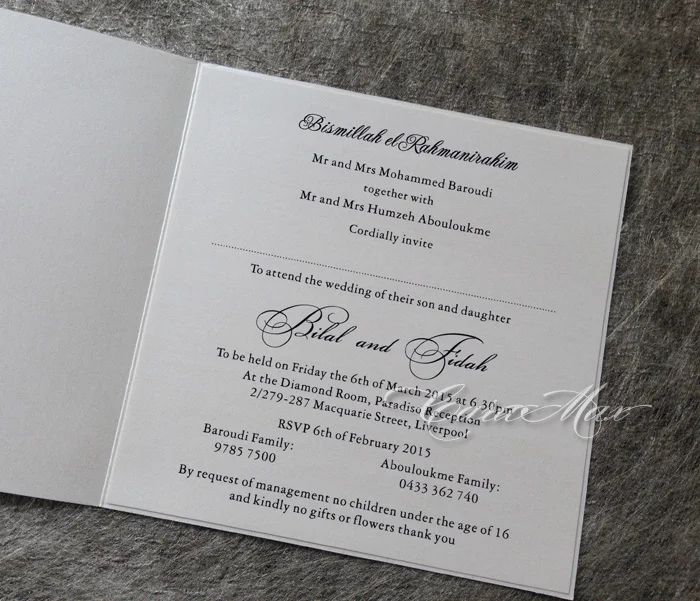 Bismillah el Rahmanirahim
Mr and Mrs Mohammed Baroudi
together with
Mr and Mrs Humzeh Abouloukme
Cordially invite
To attend the wedding of their son and daughter
Bilal and Fidah
To be held on Friday the 6th of March 2015 at 6.30pm
At the Diamond Room, Paradiso Reception
2/279-287 Macquarie Street, Liverpool
RSVP 6th of February 2015
Baroudi Family:
9785 7500
Abouloukme Family:
0433 362 740
By request of management no children under the age of 16
and kindly no gifts or flowers thank you